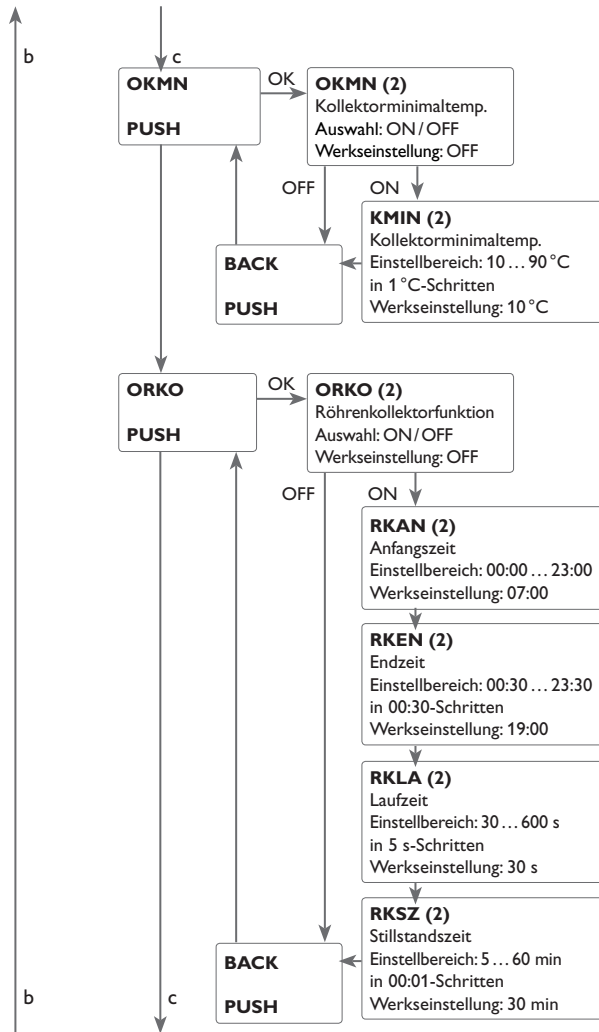 b
c
OKMN
PUSH
OK
OKMN (2)
Kollektorminimaltemp.
Auswahl: ON / OFF
Werkseinstellung: OFF
OFF
ON
KMIN (2)
Kollektorminimaltemp.
Einstellbereich: 10 … 90 °C
in 1 °C-Schritten
Werkseinstellung: 10 °C
BACK
PUSH
ORKO
PUSH
OK
ORKO (2)
Röhrenkollektorfunktion
Auswahl: ON / OFF
Werkseinstellung: OFF
OFF
ON
RKAN (2)
Anfangszeit
Einstellbereich: 00:00 … 23:00
Werkseinstellung: 07:00
RKEN (2)
Endzeit
Einstellbereich: 00:30 … 23:30
in 00:30-Schritten
Werkseinstellung: 19:00
RKLA (2)
Laufzeit
Einstellbereich: 30 … 600 s
in 5 s-Schritten
Werkseinstellung: 30 s
RKSZ (2)
Stillstandszeit
Einstellbereich: 5 … 60 min
in 00:01-Schritten
Werkseinstellung: 30 min
BACK
PUSH
b
c